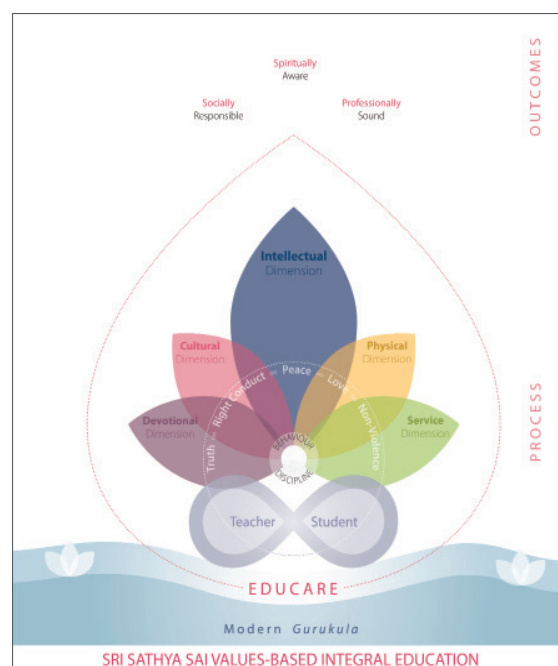 OUTCOMES
Spiritually
Aware
Socially
Responsible
Professionally
Sound
Intellectual
Dimension
Cultural
Dimension
Physical
Dimension
Devotional
Dimension
Service
Dimension
Truth – Right Conduct – Peace – Love – Non-Violence
BEHAVIOUR
DISCIPLINE
PROCESS
Teacher
Student
EDUCARE
Modern Gurukula
SRI SATHYA SAI VALUES-BASED INTEGRAL EDUCATION